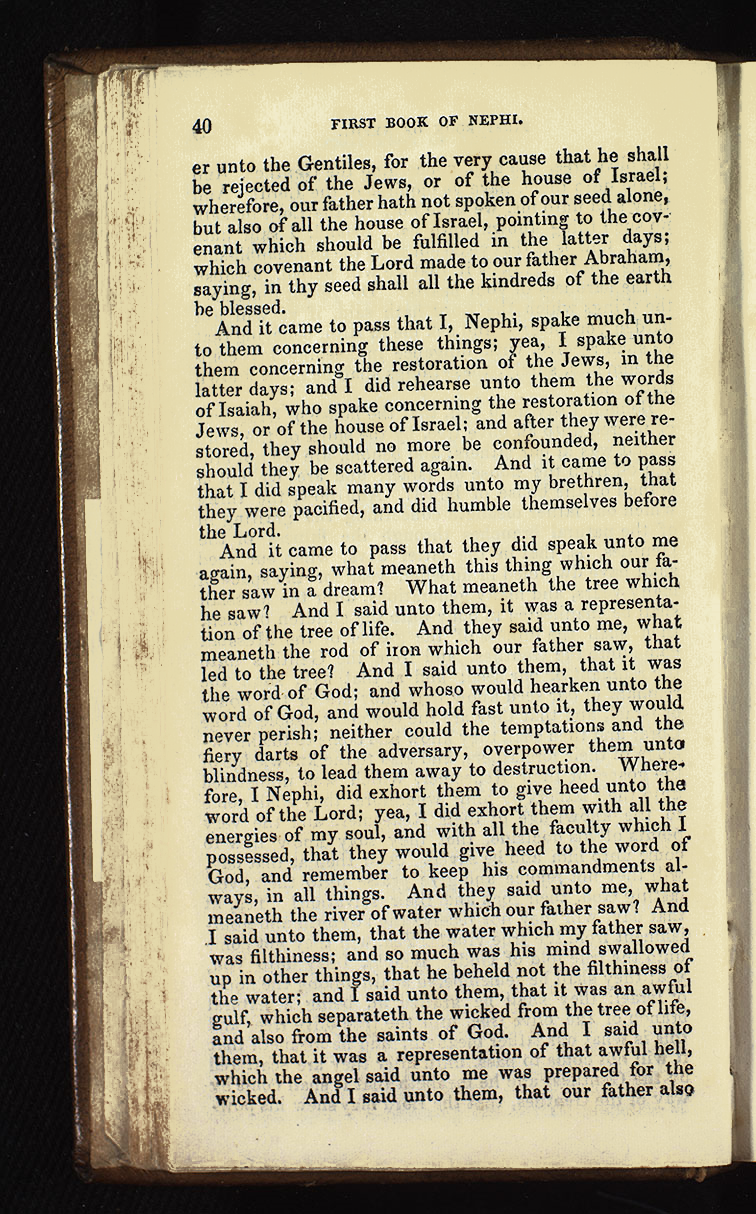 40 FIRST BOOK OF NEPHI.
er unto the Gentiles, for the very cause that he shall
be rejected of the Jews, or of the house of Israel;
wherefore, our father hath not spoken of our seed alone,
but also of all the house of Israel, pointing to the cov-
enant which should be fulfilled in the latter days;
which covenant the Lord made to our father Abraham,
saying, in thy seed shall all the kindreds of the earth
be blessed.
And it came to pass that I, Nephi, spake much un-
to them concerning these things; yea, I spake unto
them concerning the restoration of the Jews, in the
latter days; and I did rehearse unto them the words
of Isaiah, who spake concerning the restoration of the
Jews, or of the house of Israel; and after they were re-
stored, they should no more be confounded, neither
should they be scattered again. And it came to pass
that I did speak many words unto my brethren, that
they were pacified, and did humble themselves before
the Lord.
And it came to pass that they did speak unto me
again, saying, what meaneth this thing which our fa-
ther saw in a dream? What meaneth the tree which
he saw? And I said unto them, it was a representa-
tion of the tree of life. And they said unto me, what
meaneth the rod of iron which our father saw, that
led to the tree? And I said unto them, that it was
the word of God; and whoso would hearken unto the
word of God, and would hold fast unto it, they would
never perish; neither could the temptations and the
fiery darts of the adversary, overpower them unto
blindness, to lead them away to destruction. Where-
fore, I Nephi, did exhort them to give heed unto the
word of the Lord; yea, I did exhort them with all the
energies of my soul, and with all the faculty which I
possessed, that they would give heed to the word of
God, and remember to keep his commandments al-
ways, in all things. And they said unto me, what
meaneth the river of water which our father saw? And
I said unto them, that the water which my father saw,
was filthiness; and so much was his mind swallowed
up in other things, that he beheld not the filthiness of
the water; and I said unto them, that it was an awful
gulf, which separateth the wicked from the tree of life,
and also from the saints of God. And I said unto
them, that it was a representation of that awful hell,
which the angel said unto me was prepared for the
wicked. And I said unto them, that our father also